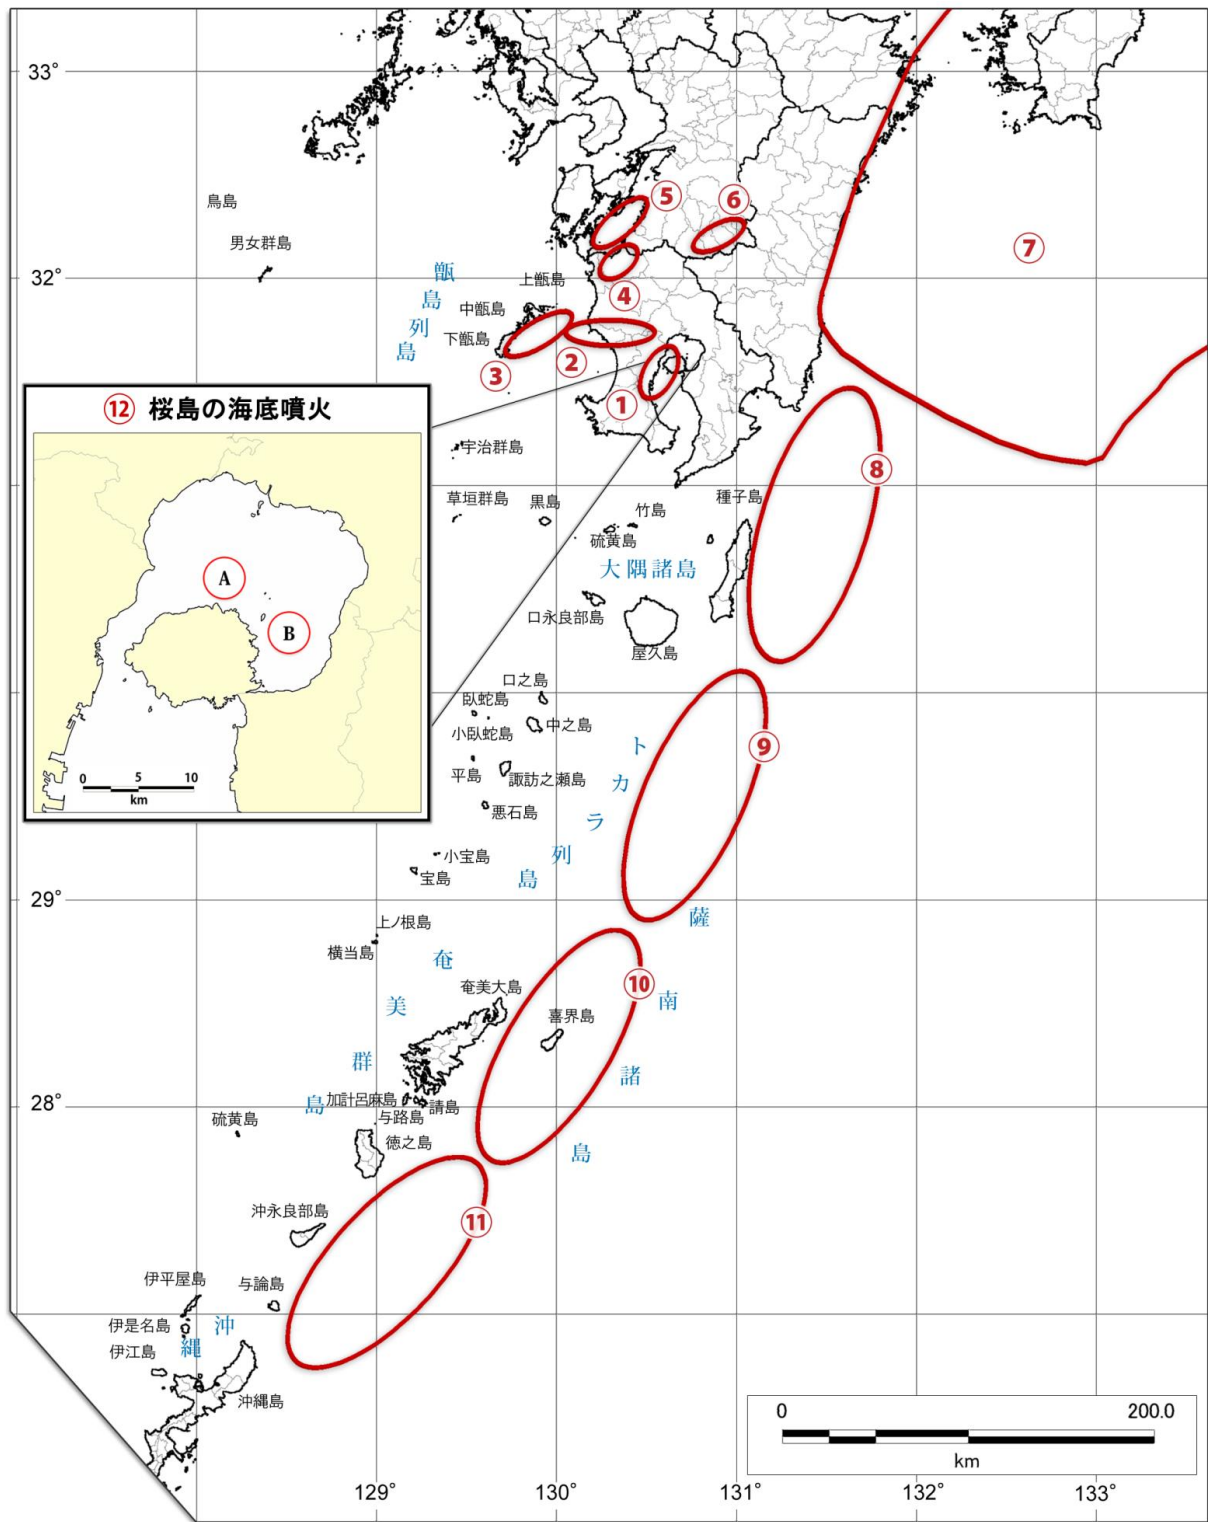 33°
⑤
⑥
鳥島
男女群島
⑦
甑島列島
32°
上甑島
中甑島
④
下甑島
②
③
①
⑫ 桜島の海底噴火
A
B
0 5 10
km
宇治群島
⑧
草垣群島
黒島
竹島
種子島
硫黄島
大隅諸島
口永良部島
屋久島
口之島
臥蛇島
中之島
小臥蛇島
トカラ列島
⑨
平島
諏訪之瀬島
悪石島
小宝島
宝島
29°
上ノ根島
薩南諸島
横当島
奄美群島
奄美大島
⑩
喜界島
28°
加計呂麻島
請島
与路島
硫黄島
徳之島
沖永良部島
⑪
伊平屋島
与論島
伊是名島
沖縄
伊江島
沖縄島
0 200.0
km
129° 130° 131° 132° 133°